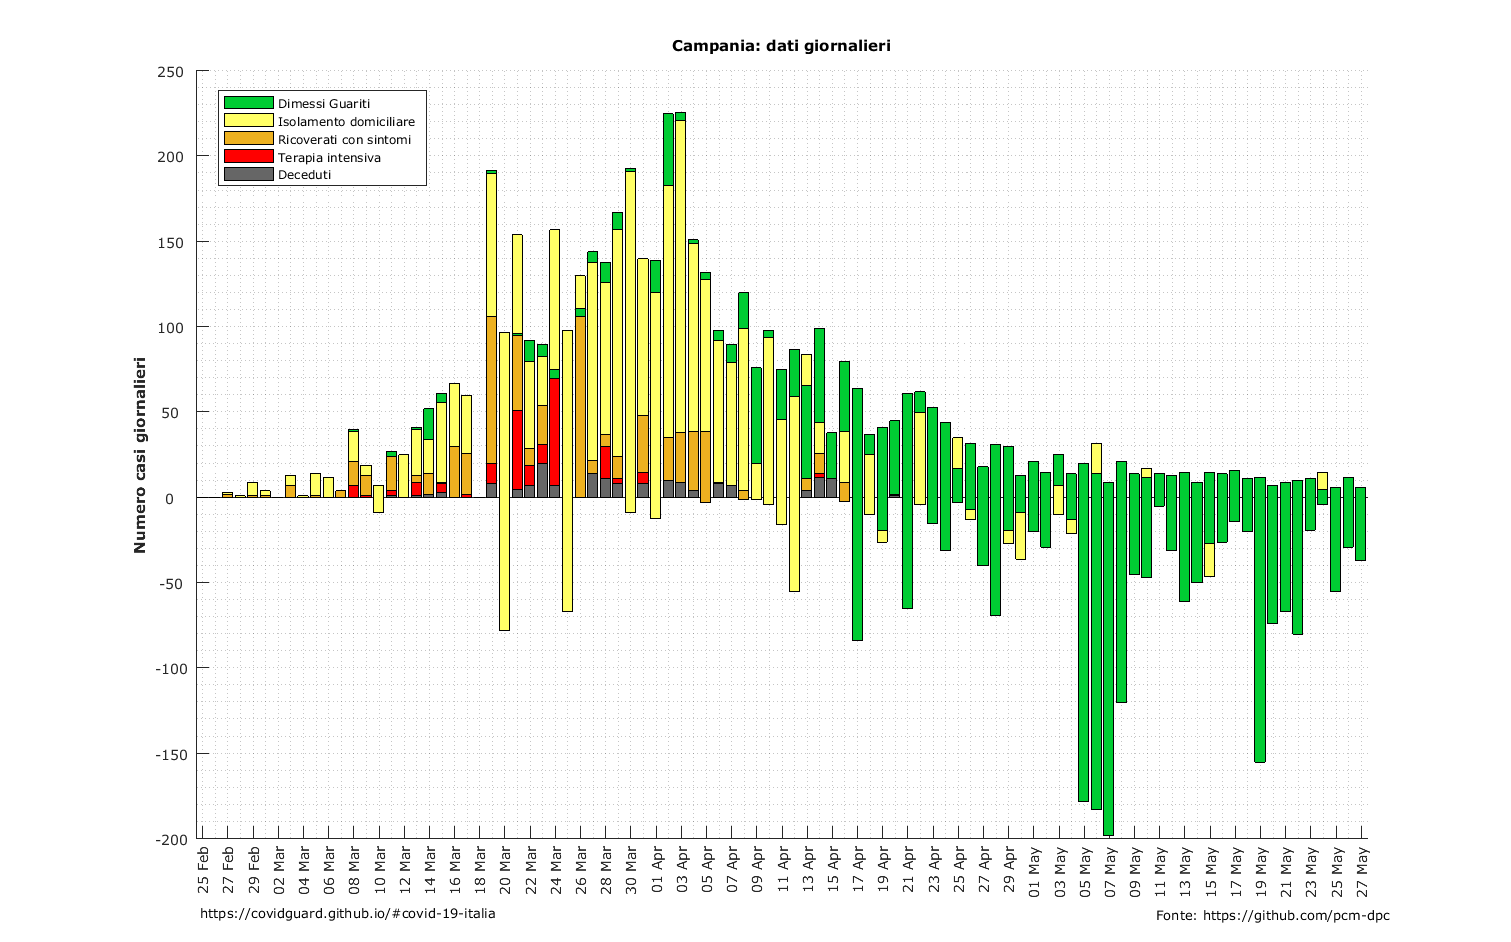 Campania: dati giornalieri
250
200
150
100
50
0
-50
-100
-150
-200
Numero casi giornalieri
Dimessi Guariti
Isolamento domiciliare
Ricoverati con sintomi
Terapia intensiva
Deceduti
25 Feb
27 Feb
29 Feb
02 Mar
04 Mar
06 Mar
08 Mar
10 Mar
12 Mar
14 Mar
16 Mar
18 Mar
20 Mar
22 Mar
24 Mar
26 Mar
28 Mar
30 Mar
01 Apr
03 Apr
05 Apr
07 Apr
09 Apr
11 Apr
13 Apr
15 Apr
17 Apr
19 Apr
21 Apr
23 Apr
25 Apr
27 Apr
29 Apr
01 May
03 May
05 May
07 May
09 May
11 May
13 May
15 May
17 May
19 May
21 May
23 May
25 May
27 May
https://covidguard.github.io/#covid-19-italia
Fonte: https://github.com/pcm-dpc